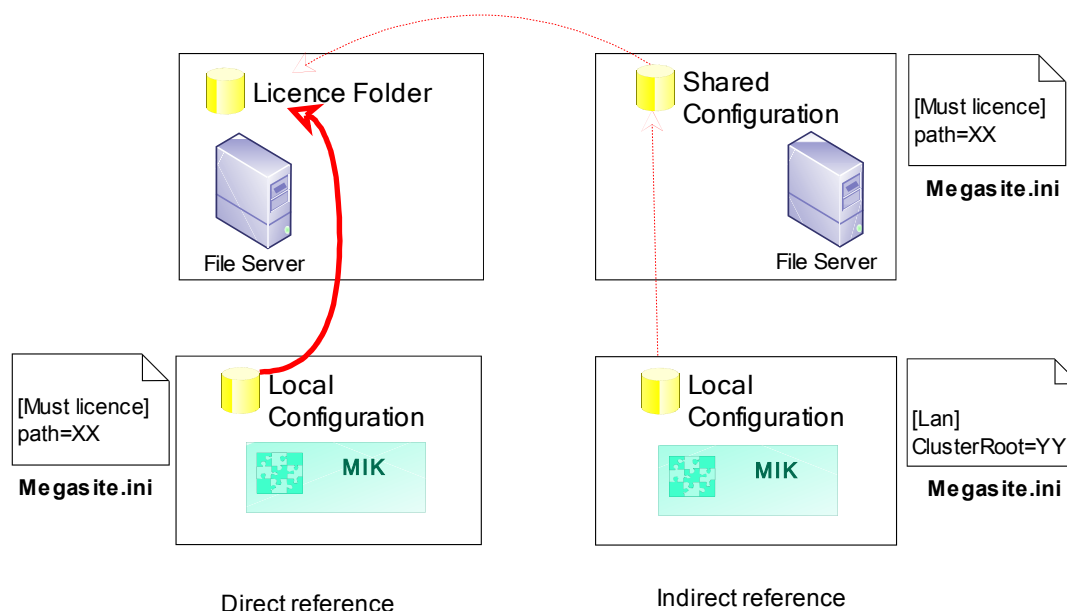 Licence Folder
File Server
Shared
Configuration
File Server
[Must licence]
path=XX
Megasite.ini
[Must licence]
path=XX
Megasite.ini
Local
Configuration
MIK
Local
Configuration
MIK
[Lan]
ClusterRoot=YY
Megasite.ini
Direct reference
Indirect reference